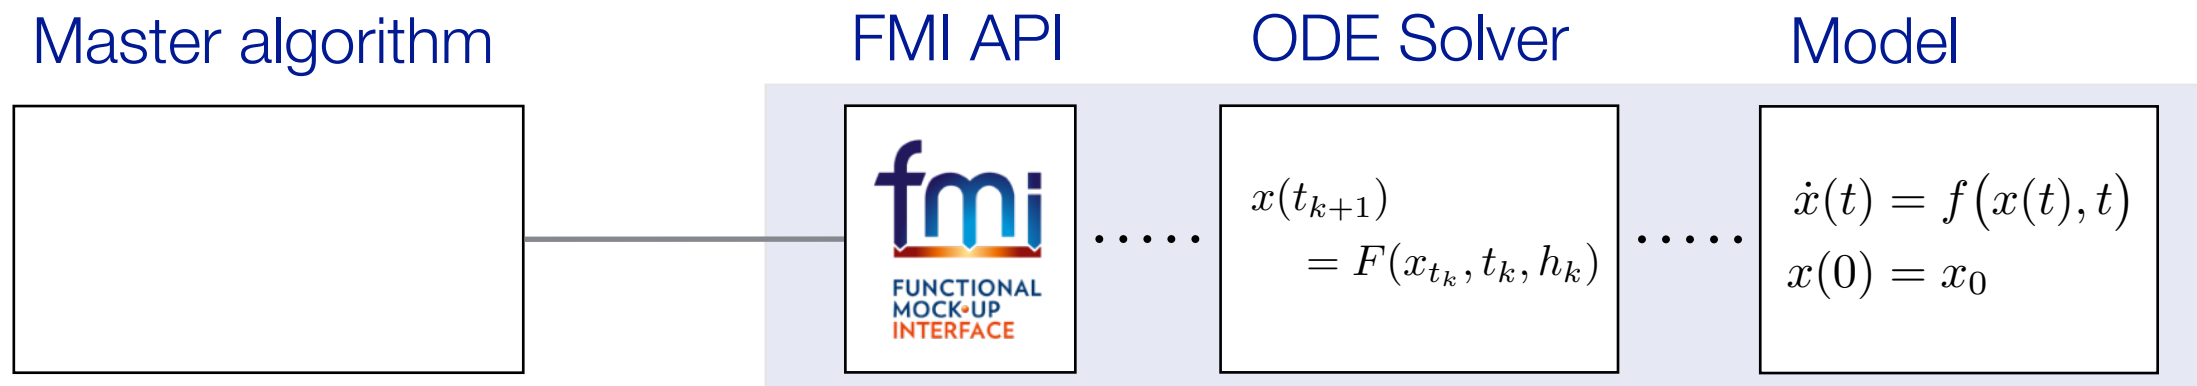 Master algorithm
FMI API
ODE Solver
Model
fmi
FUNCTIONAL
MOCK-UP
INTERFACE
x(t_{k+1})
= F(x_{t_k}, t_k, h_k)
ẋ(t) = f(x(t), t)
x(0) = x_0